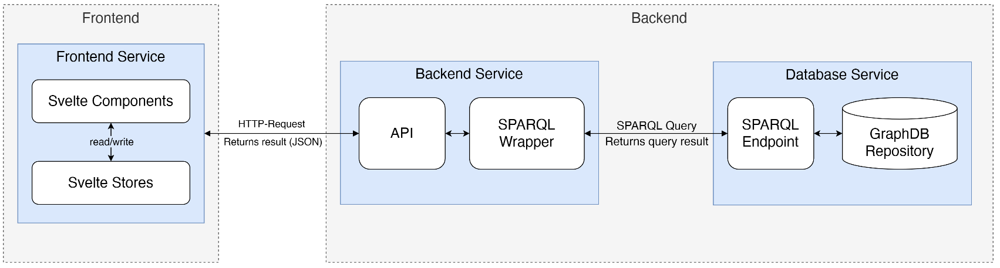 Frontend
Frontend Service
Svelte Components
read/write
Svelte Stores
HTTP-Request
Returns result (JSON)
Backend
Backend Service
API
SPARQL
Wrapper
SPARQL Query
Returns query result
Database Service
SPARQL
Endpoint
GraphDB
Repository